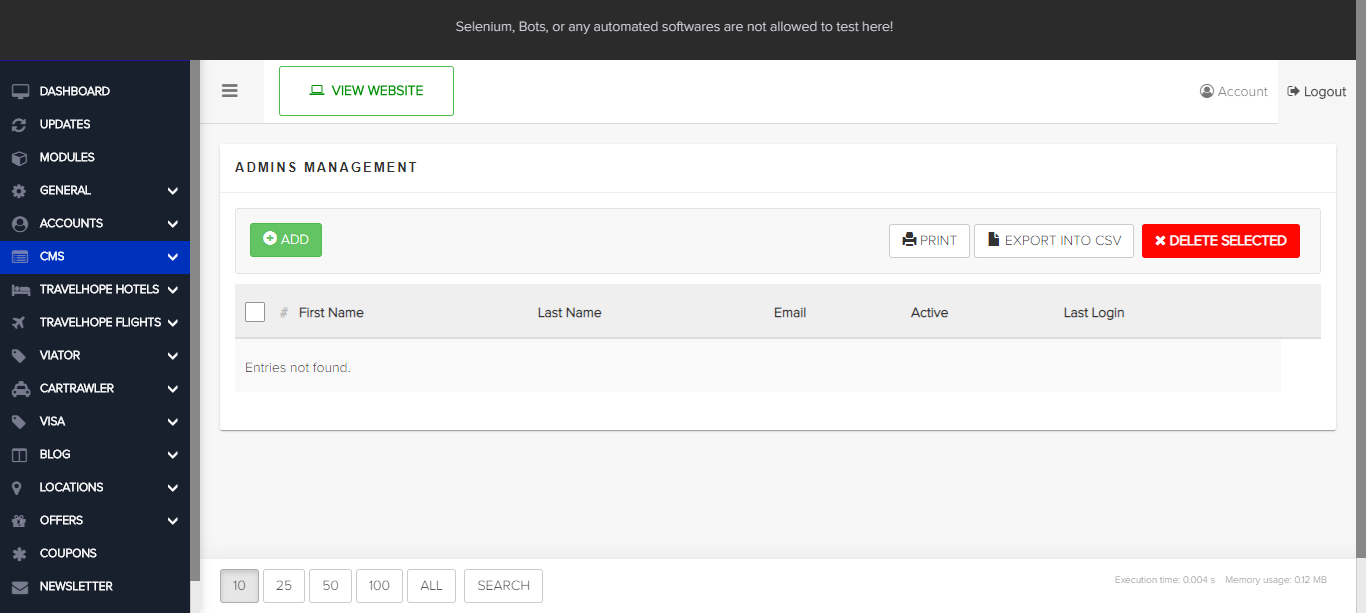 Selenium, Bots, or any automated softwares are not allowed to test here!
DASHBOARD
UPDATES
MODULES
GENERAL
ACCOUNTS
CMS
TRAVELHOPE HOTELS
TRAVELHOPE FLIGHTS
VIATOR
CARTRAWLER
VISA
BLOG
LOCATIONS
OFFERS
COUPONS
NEWSLETTER
VIEW WEBSITE
Account
Logout
ADMINS MANAGEMENT
ADD
PRINT
EXPORT INTO CSV
DELETE SELECTED
# First Name Last Name Email Active Last Login
Entries not found.
10 25 50 100 ALL SEARCH
Execution time: 0.004 s Memory usage: 0.12 MB